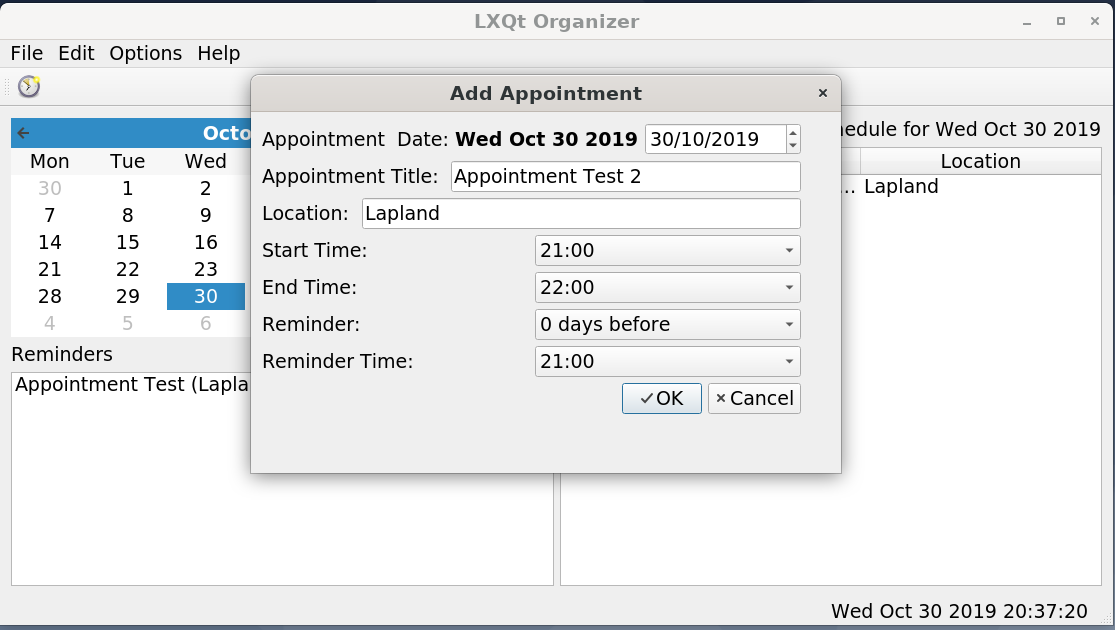 LXQt Organizer
File Edit Options Help
Add Appointment
Appointment Date: Wed Oct 30 2019 30/10/2019
Appointment Title: Appointment Test 2
Location: Lapland
Start Time: 21:00
End Time: 22:00
Reminder: 0 days before
Reminder Time: 21:00
OK Cancel
Octo
Mon Tue Wed
30 1 2
7 8 9
14 15 16
21 22 23
28 29 30
4 5 6
Reminders
Appointment Test (Lapla
edule for Wed Oct 30 2019
Location
... Lapland
Wed Oct 30 2019 20:37:20